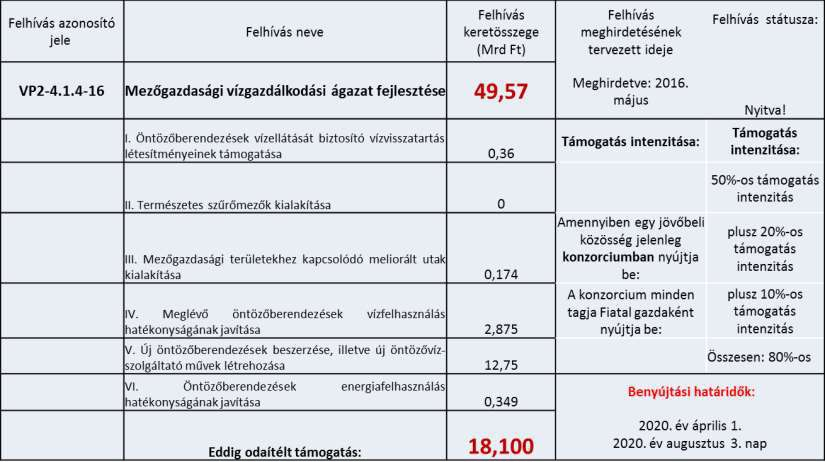 Felhívás azonosító
jele
Felhívás neve
Felhívás
keretösszege
(Mrd Ft)
Felhívás
meghirdetésének
tervezett ideje
Felhívás státusza:
VP2-4.1.4-16
Mezőgazdasági vízgazdálkodási ágazat fejlesztése
49,57
Meghirdetve: 2016.
május
Nyitva!
I. Öntözőberendezések vízellátását biztosító vízvisszatartás
létesítményeinek támogatása
0,36
Támogatás intenzitása:
Támogatás
intenzitása:
II. Természetes szűrőmezők kialakítása
0
50%-os támogatás
intenzitás
III. Mezőgazdasági területekhez kapcsolódó meliorált utak
kialakítása
0,174
Amennyiben egy jövőbeli
közösség jelenleg
konzorciumban nyújtja
be:
plusz 20%-os
támogatás
intenzitás
IV. Meglévő öntözőberendezések vízfelhasználás
hatékonyságának javítása
2,875
A konzorcium minden
tagja Fiatal gazdaként
nyújtja be:
plusz 10%-os
támogatás
intenzitás
V. Új öntözőberendezések beszerzése, illetve új öntözővíz-
szolgáltató művek létrehozása
12,75
Összesen: 80%-os
VI. Öntözőberendezések energiafelhasználás
hatékonyságának javítása
0,349
Benyújtási határidők:
2020. év április 1.
2020. év augusztus 3. nap
Eddig odaítélt támogatás:
18,100